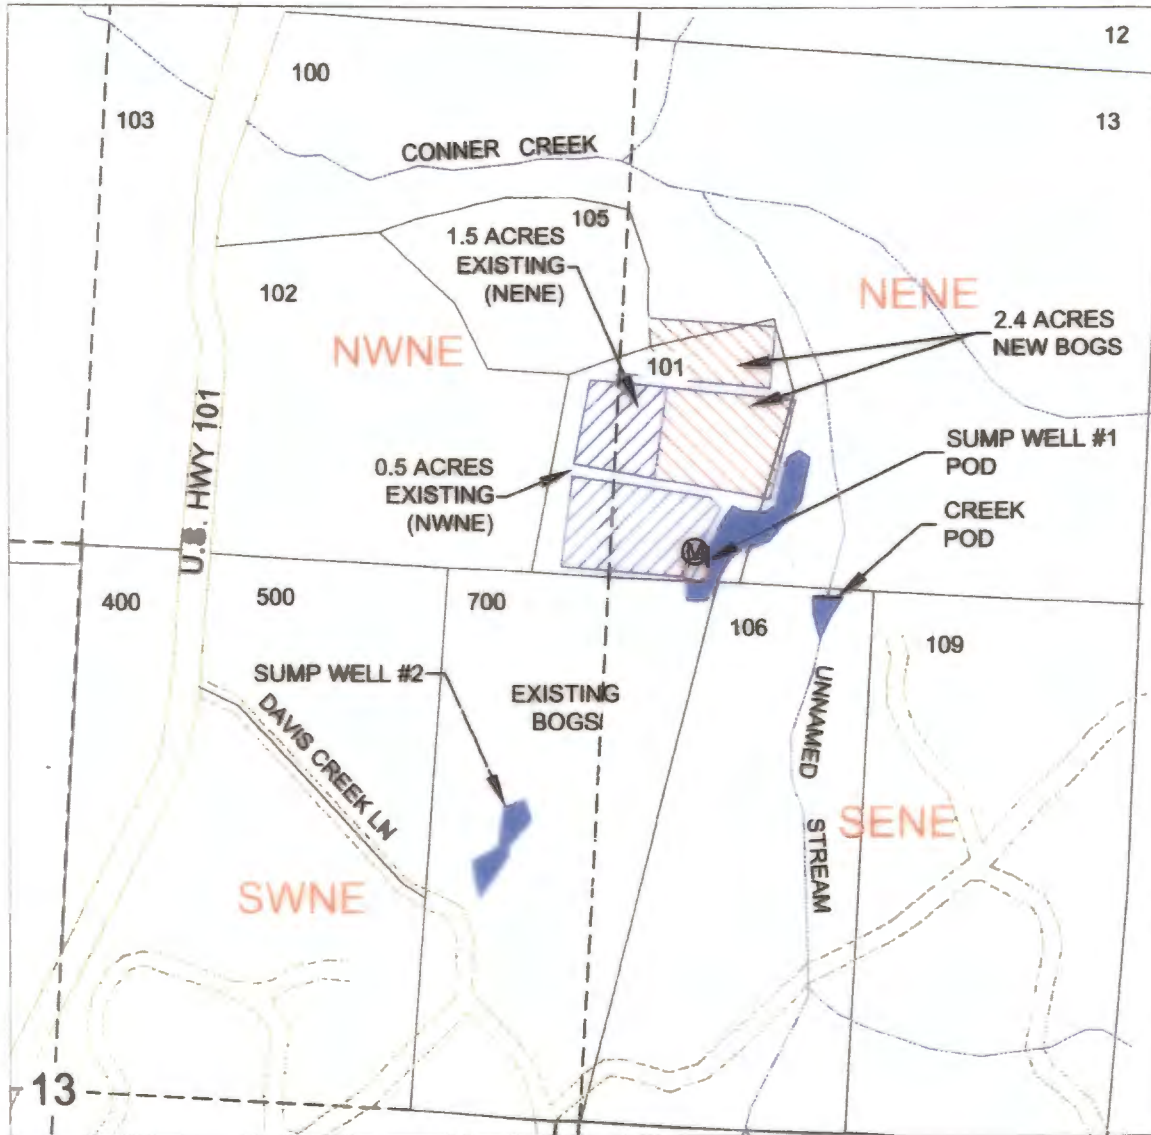 12
100
103
13
CONNER CREEK
105
1.5 ACRES
EXISTING
(NENE)
102
NENE
NWNE
2.4 ACRES
NEW BOGS
101
U.S. HWY 101
0.5 ACRES
EXISTING
(NWNE)
SUMP WELL #1
POD
CREEK
POD
M
400
500
700
106
109
SUMP WELL #2
EXISTING
BOGS
UNNAMED STREAM
DAVIS CREEK LN
SENE
SWNE
13